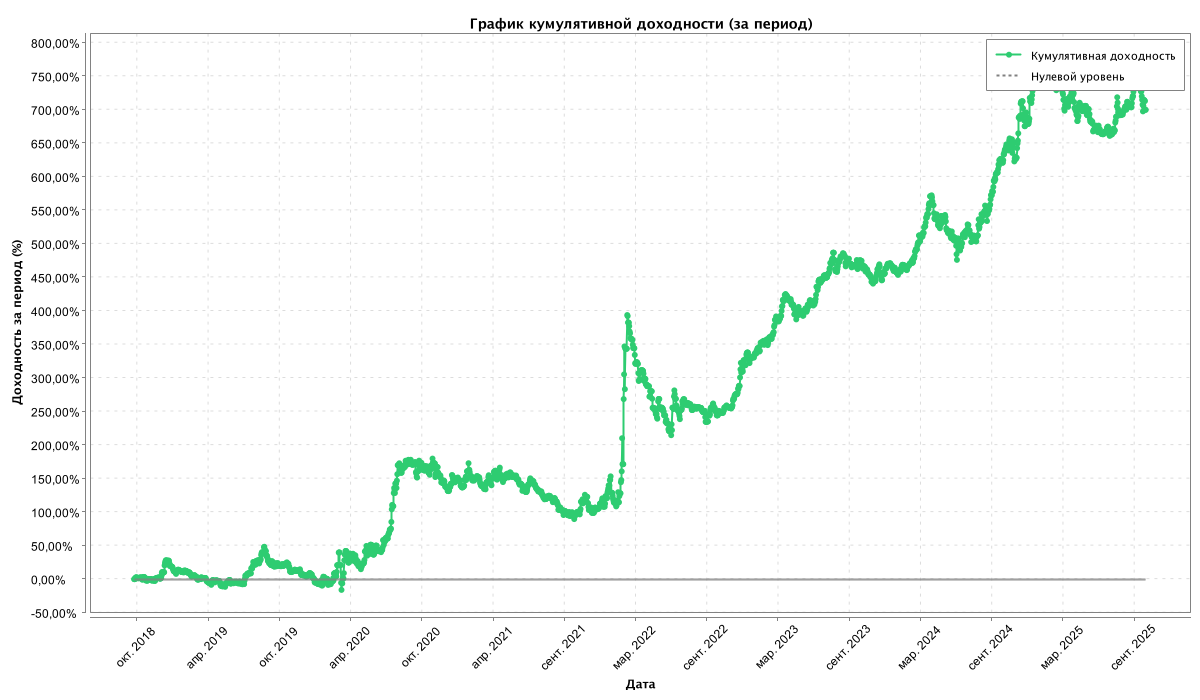 График кумулятивной доходности (за период)
Кумулятивная доходность
Нулевой уровень
Доходность за период (%)
800,00%
750,00%
700,00%
650,00%
600,00%
550,00%
500,00%
450,00%
400,00%
350,00%
300,00%
250,00%
200,00%
150,00%
100,00%
50,00%
0,00%
-50,00%
окт. 2018
апр. 2019
окт. 2019
апр. 2020
окт. 2020
апр. 2021
сент. 2021
мар. 2022
сент. 2022
мар. 2023
сент. 2023
мар. 2024
сент. 2024
мар. 2025
сент. 2025
Дата